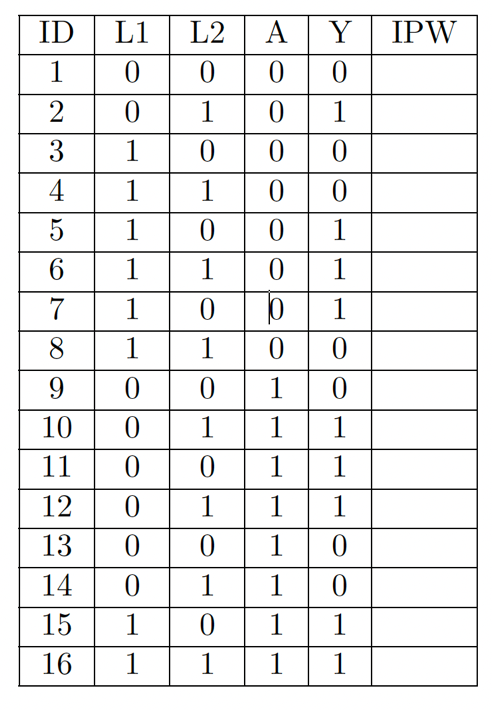 ID L1 L2 A Y IPW
1 0 0 0 0
2 0 1 0 1
3 1 0 0 0
4 1 1 0 0
5 1 0 0 1
6 1 1 0 1
7 1 0 0 1
8 1 1 0 0
9 0 0 1 0
10 0 1 1 1
11 0 0 1 1
12 0 1 1 1
13 0 0 1 0
14 0 1 1 0
15 1 0 1 1
16 1 1 1 1